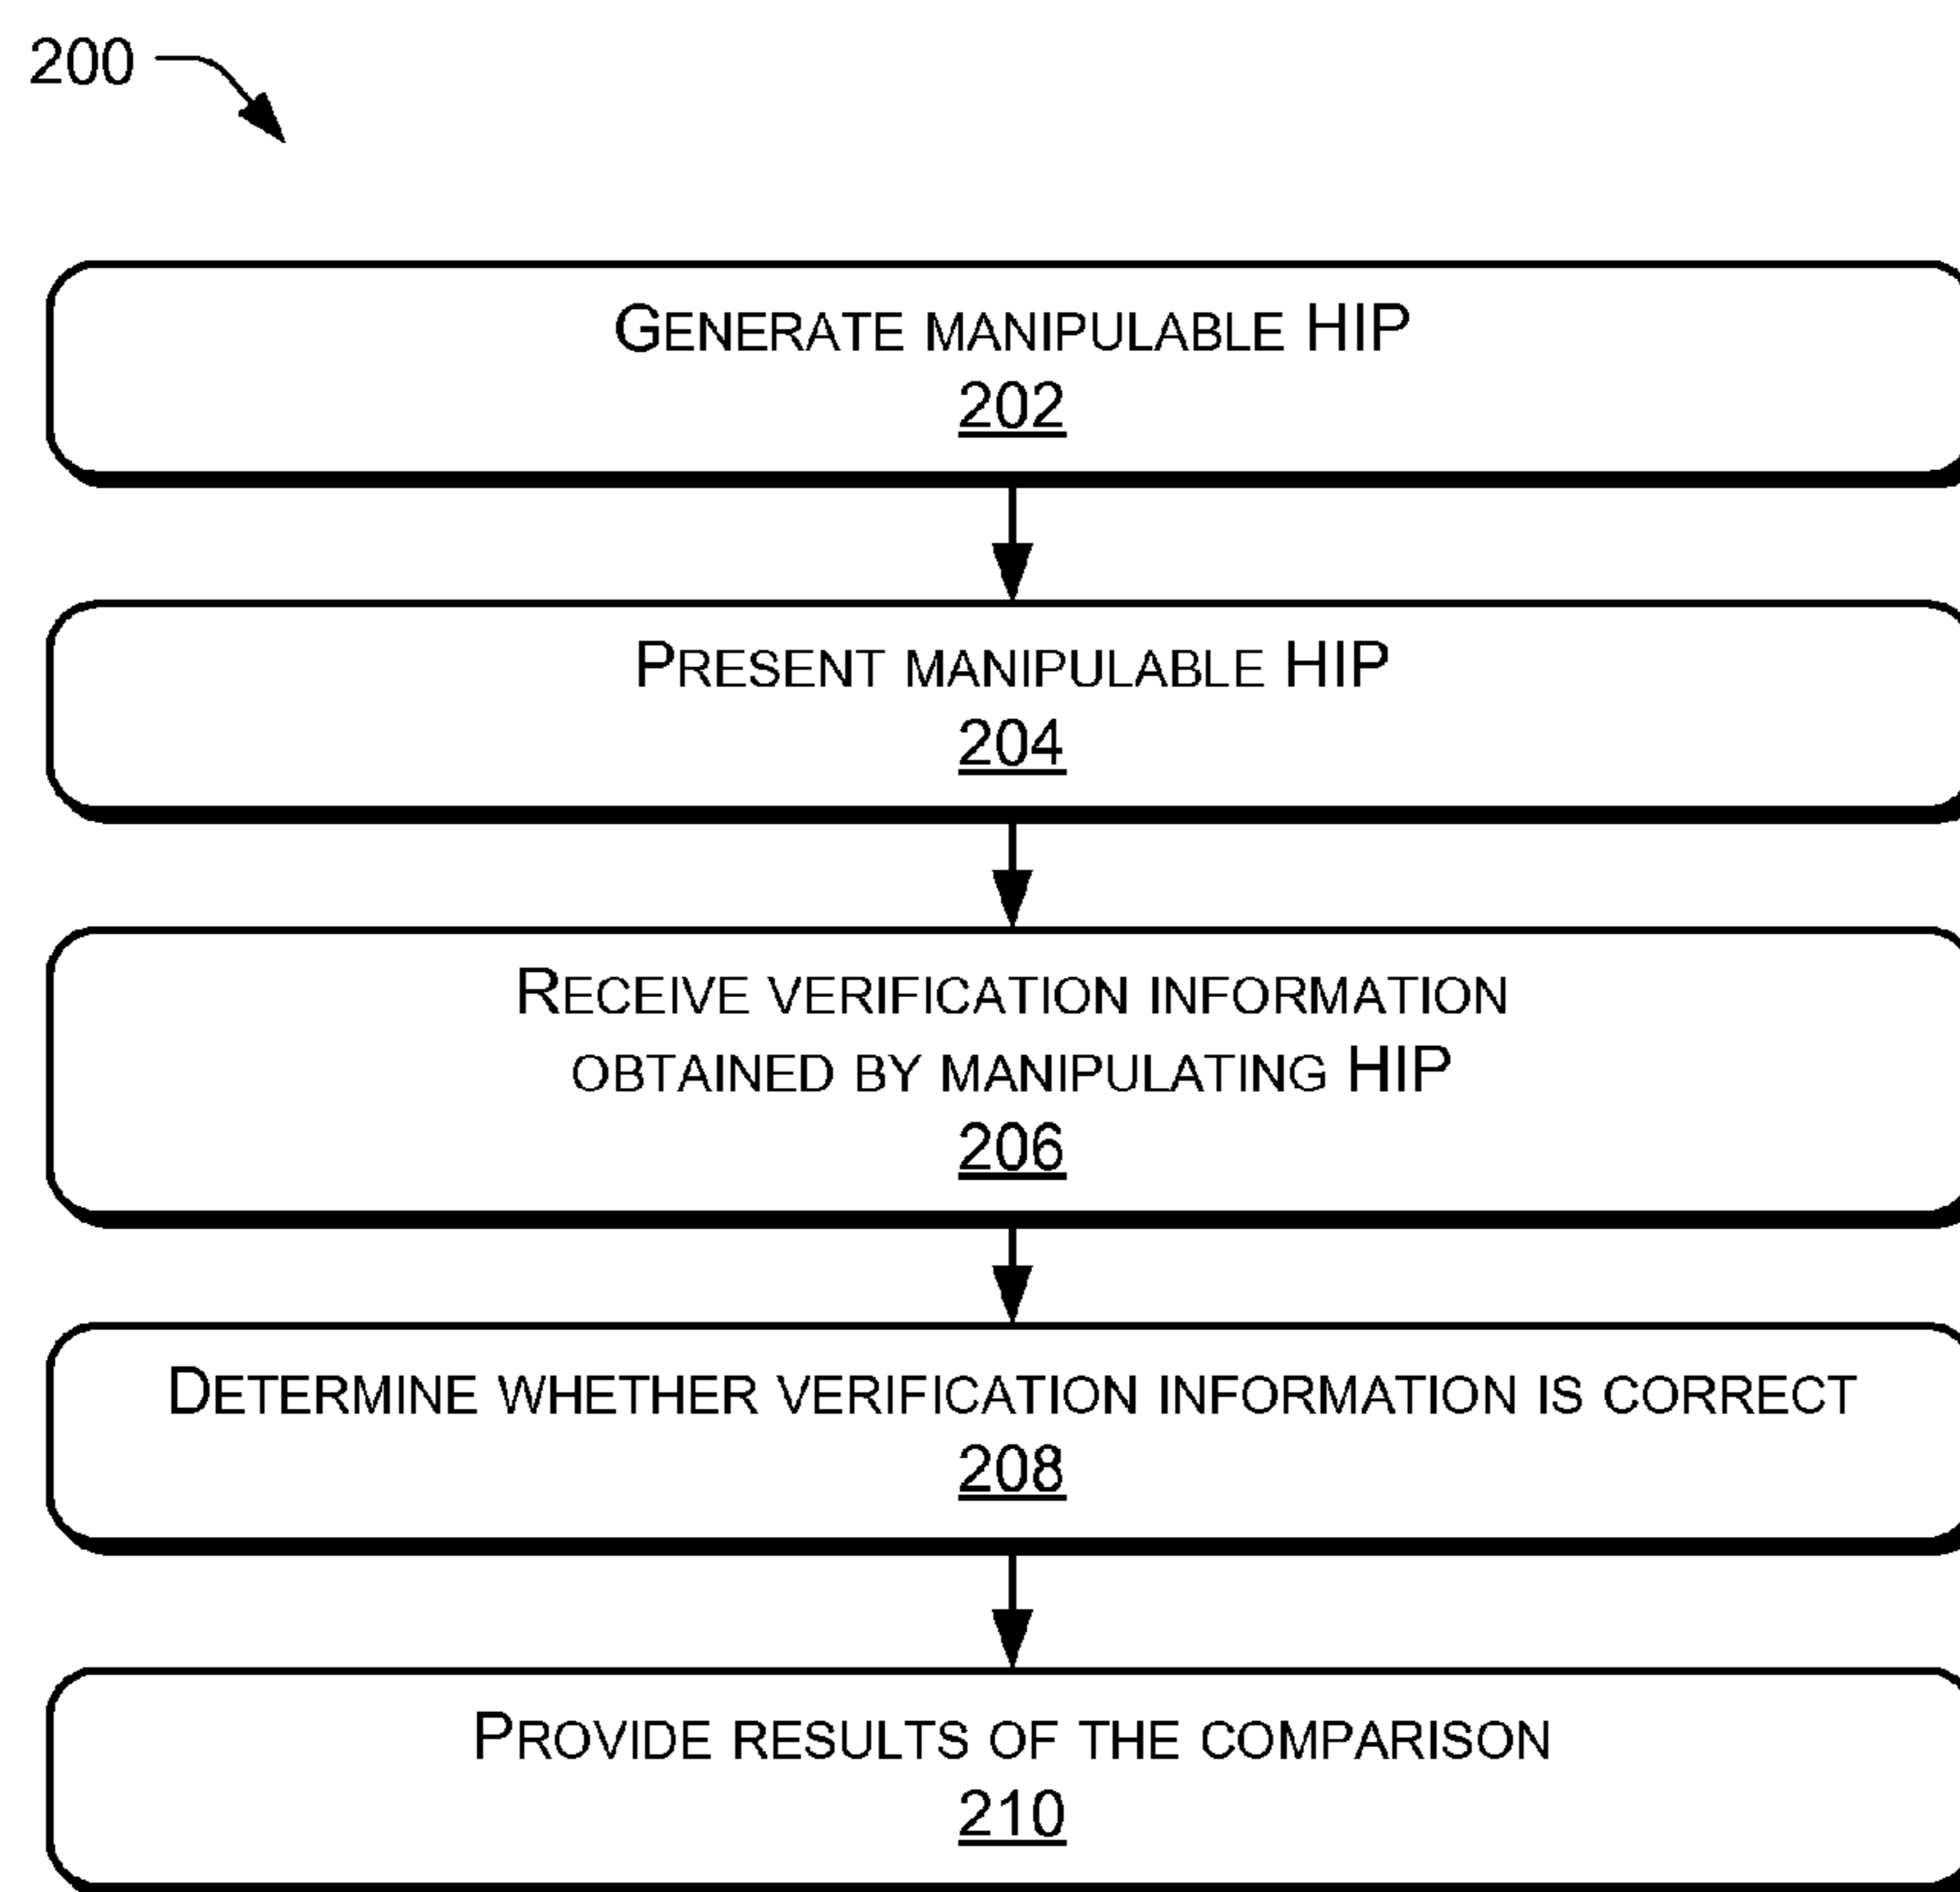 200
GENERATE MANIPULABLE HIP
202
PRESENT MANIPULABLE HIP
204
RECEIVE VERIFICATION INFORMATION
OBTAINED BY MANIPULATING HIP
206
DETERMINE WHETHER VERIFICATION INFORMATION IS CORRECT
208
PROVIDE RESULTS OF THE COMPARISON
210